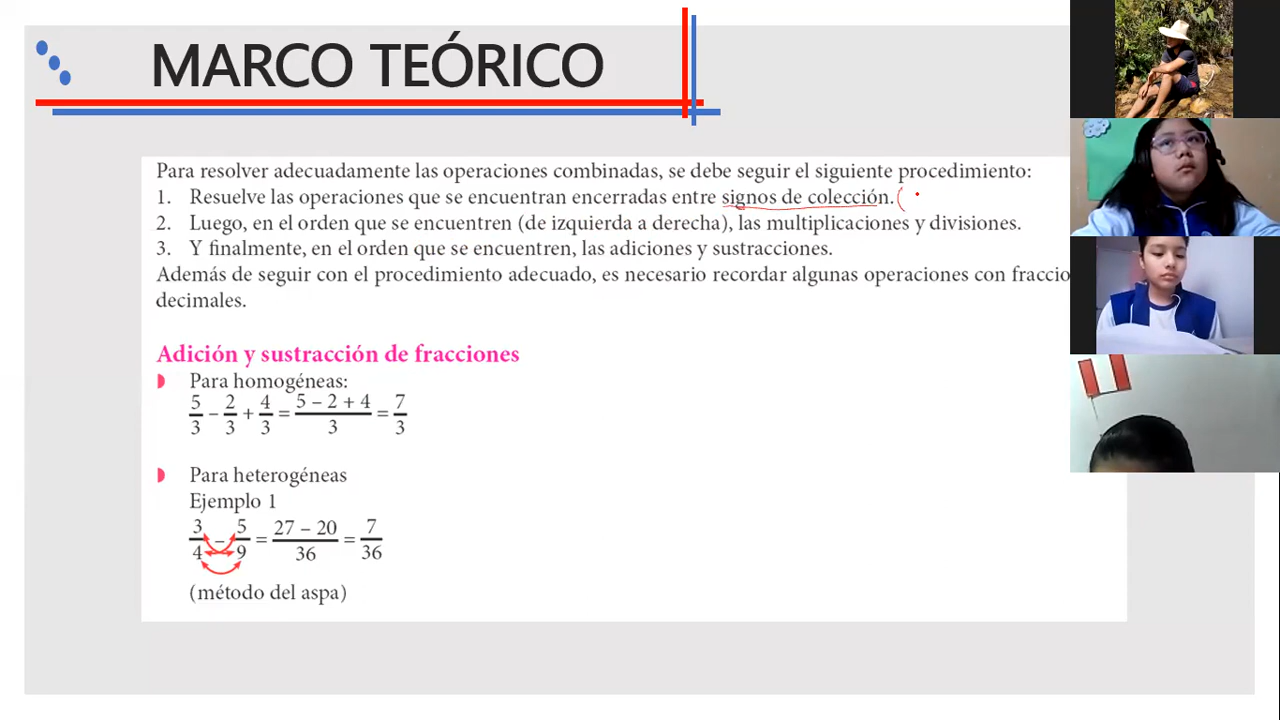 MARCO TEÓRICO
Para resolver adecuadamente las operaciones combinadas, se debe seguir el siguiente procedimiento:
1. Resuelve las operaciones que se encuentran encerradas entre signos de colección. (
2. Luego, en el orden que se encuentren (de izquierda a derecha), las multiplicaciones y divisiones.
3. Y finalmente, en el orden que se encuentren, las adiciones y sustracciones.
Además de seguir con el procedimiento adecuado, es necesario recordar algunas operaciones con fraccio
decimales.
Adición y sustracción de fracciones
Para homogéneas:
5/3 − 2/3 + 4/3 = (5 − 2 + 4)/3 = 7/3
Para heterogéneas
Ejemplo 1
3/4 − 5/9 = (27 − 20)/36 = 7/36
(método del aspa)